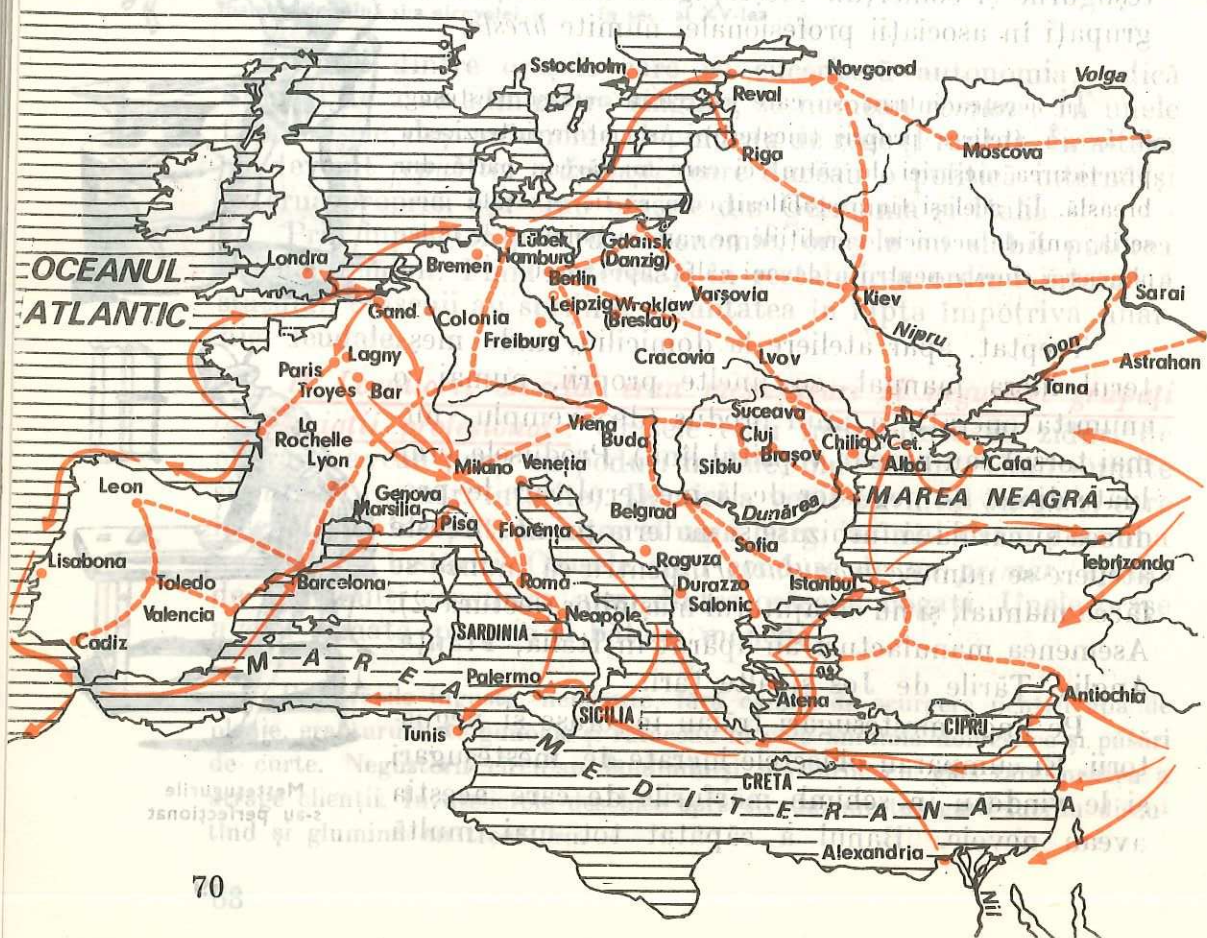 Sstockholm
Novgorod
Volga
Reval
Moscova
Riga
OCEANUL
ATLANTIC
Londra
Bremen
Lübek
Hamburg
Gdansk
(Danzig)
Berlin
Gand
Colonia
Leipzig
Wroklaw
(Breslau)
Varşovia
Kiev
Sarai
Freiburg
Nipru
Don
Astrahan
Lagny
Paris
Troyes
Bar
Cracovia
Lvov
Tana
La
Rochelle
Lyon
Viena
Buda
Suceava
Cluj
Braşov
Sibiu
Chilia
Cet.
Albă
Cafa
Leon
Milano
Veneţia
Genova
Marsilia
Pisa
Florenţa
Belgrad
Dunărea
MAREA NEAGRĂ
Lisabona
Toledo
Barcelona
Roma
Raguza
Sofia
Durazzo
Istanbul
Tebrizonda
Valencia
Neapole
Salonic
Cadiz
SARDINIA
Palermo
Atena
Antiochia
SICILIA
CIPRU
Tunis
CRETA
MAREA
MEDITERANA
A
Alexandria
Nil
70